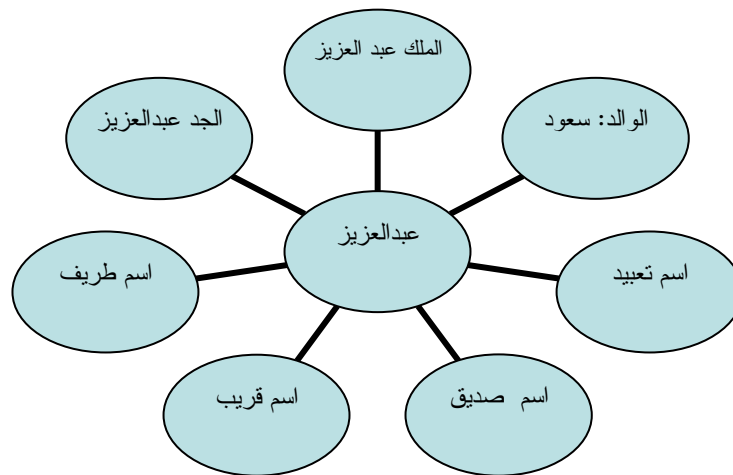 الملك عبد العزيز
الوالد: سعود
الجد عبدالعزيز
عبدالعزيز
اسم تعبيد
اسم طريف
اسم صديق
اسم قريب